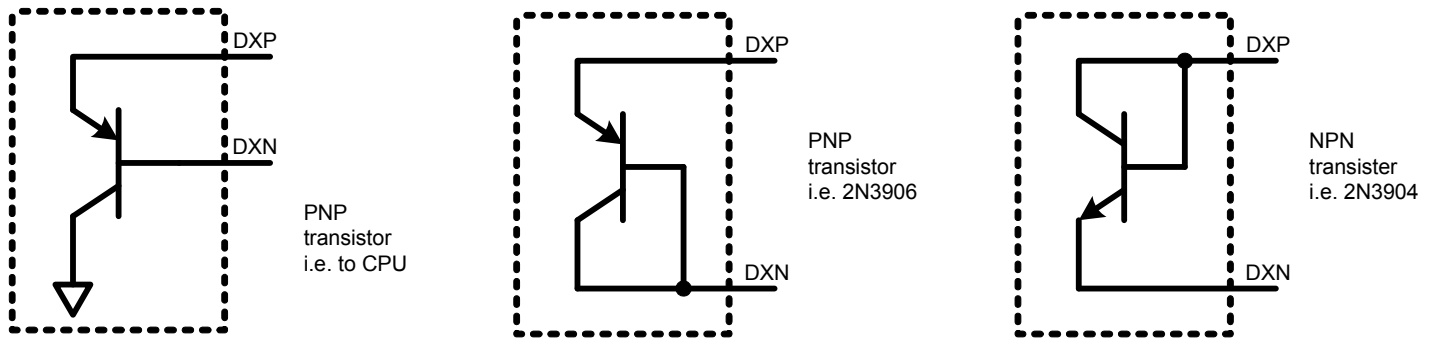 DXP
DXN
PNP
transistor
i.e. to CPU
DXP
PNP
transistor
i.e. 2N3906
DXN
DXP
NPN
transister
i.e. 2N3904
DXN